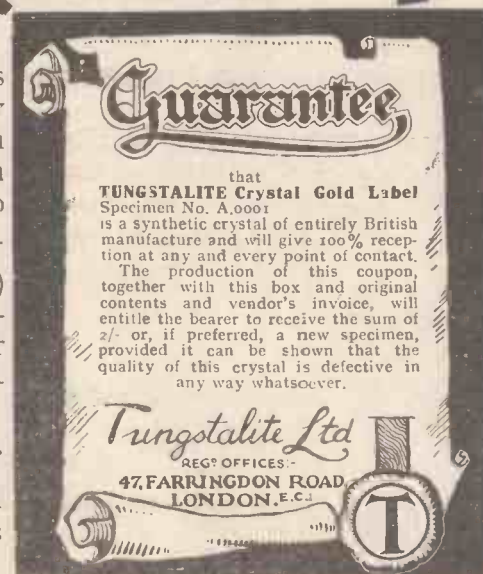 Guarantee
that
TUNGSTALITE Crystal Gold Label
Specimen No. A.0001
is a synthetic crystal of entirely British
manufacture and will give 100% recep-
tion at any and every point of contact.
The production of this coupon,
together with this box and original
contents and vendor's invoice, will
entitle the bearer to receive the sum of
2/- or, if preferred, a new specimen,
provided it can be shown that the
quality of this crystal is defective in
any way whatsoever.
Tungstalite Ltd
REGD OFFICES:-
47, FARRINGDON ROAD,
LONDON. E.C.1
T